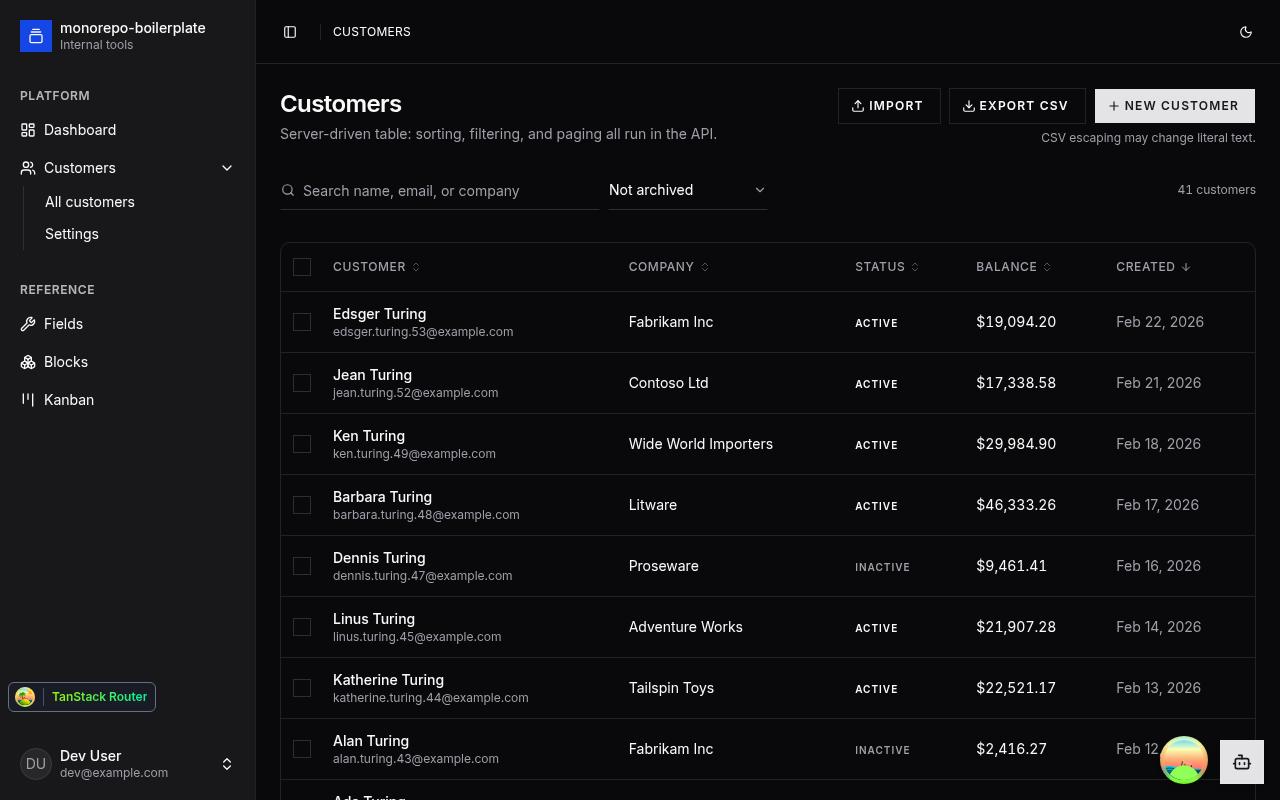 monorepo-boilerplate
Internal tools
PLATFORM
Dashboard
Customers
All customers
Settings
REFERENCE
Fields
Blocks
Kanban
TanStack Router
DU
Dev User
dev@example.com
CUSTOMERS
Customers
Server-driven table: sorting, filtering, and paging all run in the API.
IMPORT
EXPORT CSV
NEW CUSTOMER
CSV escaping may change literal text.
Search name, email, or company
Not archived
41 customers
CUSTOMER COMPANY STATUS BALANCE CREATED
Edsger Turing
edsger.turing.53@example.com
Fabrikam Inc ACTIVE $19,094.20 Feb 22, 2026
Jean Turing
jean.turing.52@example.com
Contoso Ltd ACTIVE $17,338.58 Feb 21, 2026
Ken Turing
ken.turing.49@example.com
Wide World Importers ACTIVE $29,984.90 Feb 18, 2026
Barbara Turing
barbara.turing.48@example.com
Litware ACTIVE $46,333.26 Feb 17, 2026
Dennis Turing
dennis.turing.47@example.com
Proseware INACTIVE $9,461.41 Feb 16, 2026
Linus Turing
linus.turing.45@example.com
Adventure Works ACTIVE $21,907.28 Feb 14, 2026
Katherine Turing
katherine.turing.44@example.com
Tailspin Toys ACTIVE $22,521.17 Feb 13, 2026
Alan Turing
alan.turing.43@example.com
Fabrikam Inc INACTIVE $2,416.27 Feb 12